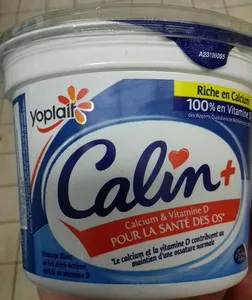 A23199065
yoplait
Riche en Calcium
100% en Vitamine D
Calin+
Calcium & Vitamine D
POUR LA SANTÉ DES OS*
*Le calcium et la vitamine D contribuent au
maintien d'une ossature normale